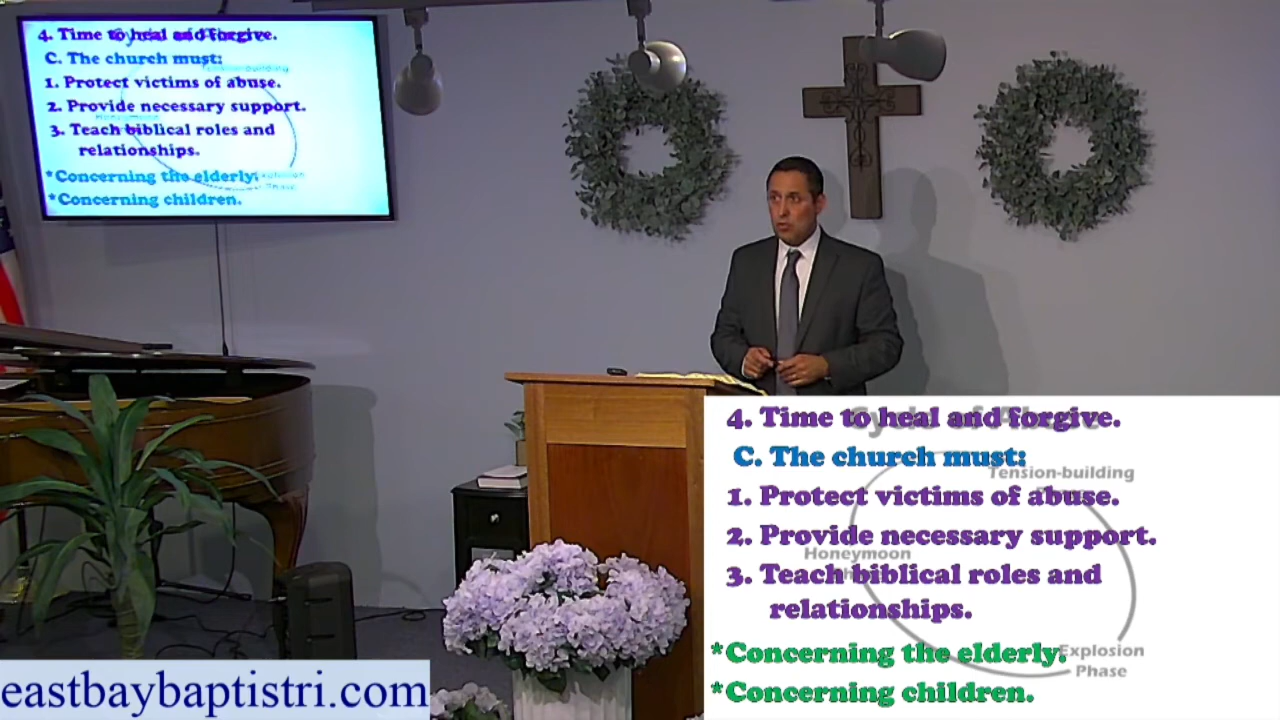 4. Time to heal and forgive.
C. The church must:
1. Protect victims of abuse.
2. Provide necessary support.
3. Teach biblical roles and
relationships.
*Concerning the elderly.
*Concerning children.
4. Time to heal and forgive.
Cycle of Abuse
C. The church must:
Tension-building
1. Protect victims of abuse.
2. Provide necessary support.
Honeymoon
3. Teach biblical roles and
relationships.
*Concerning the elderly.
Explosion
Phase
*Concerning children.
eastbaybaptistri.com